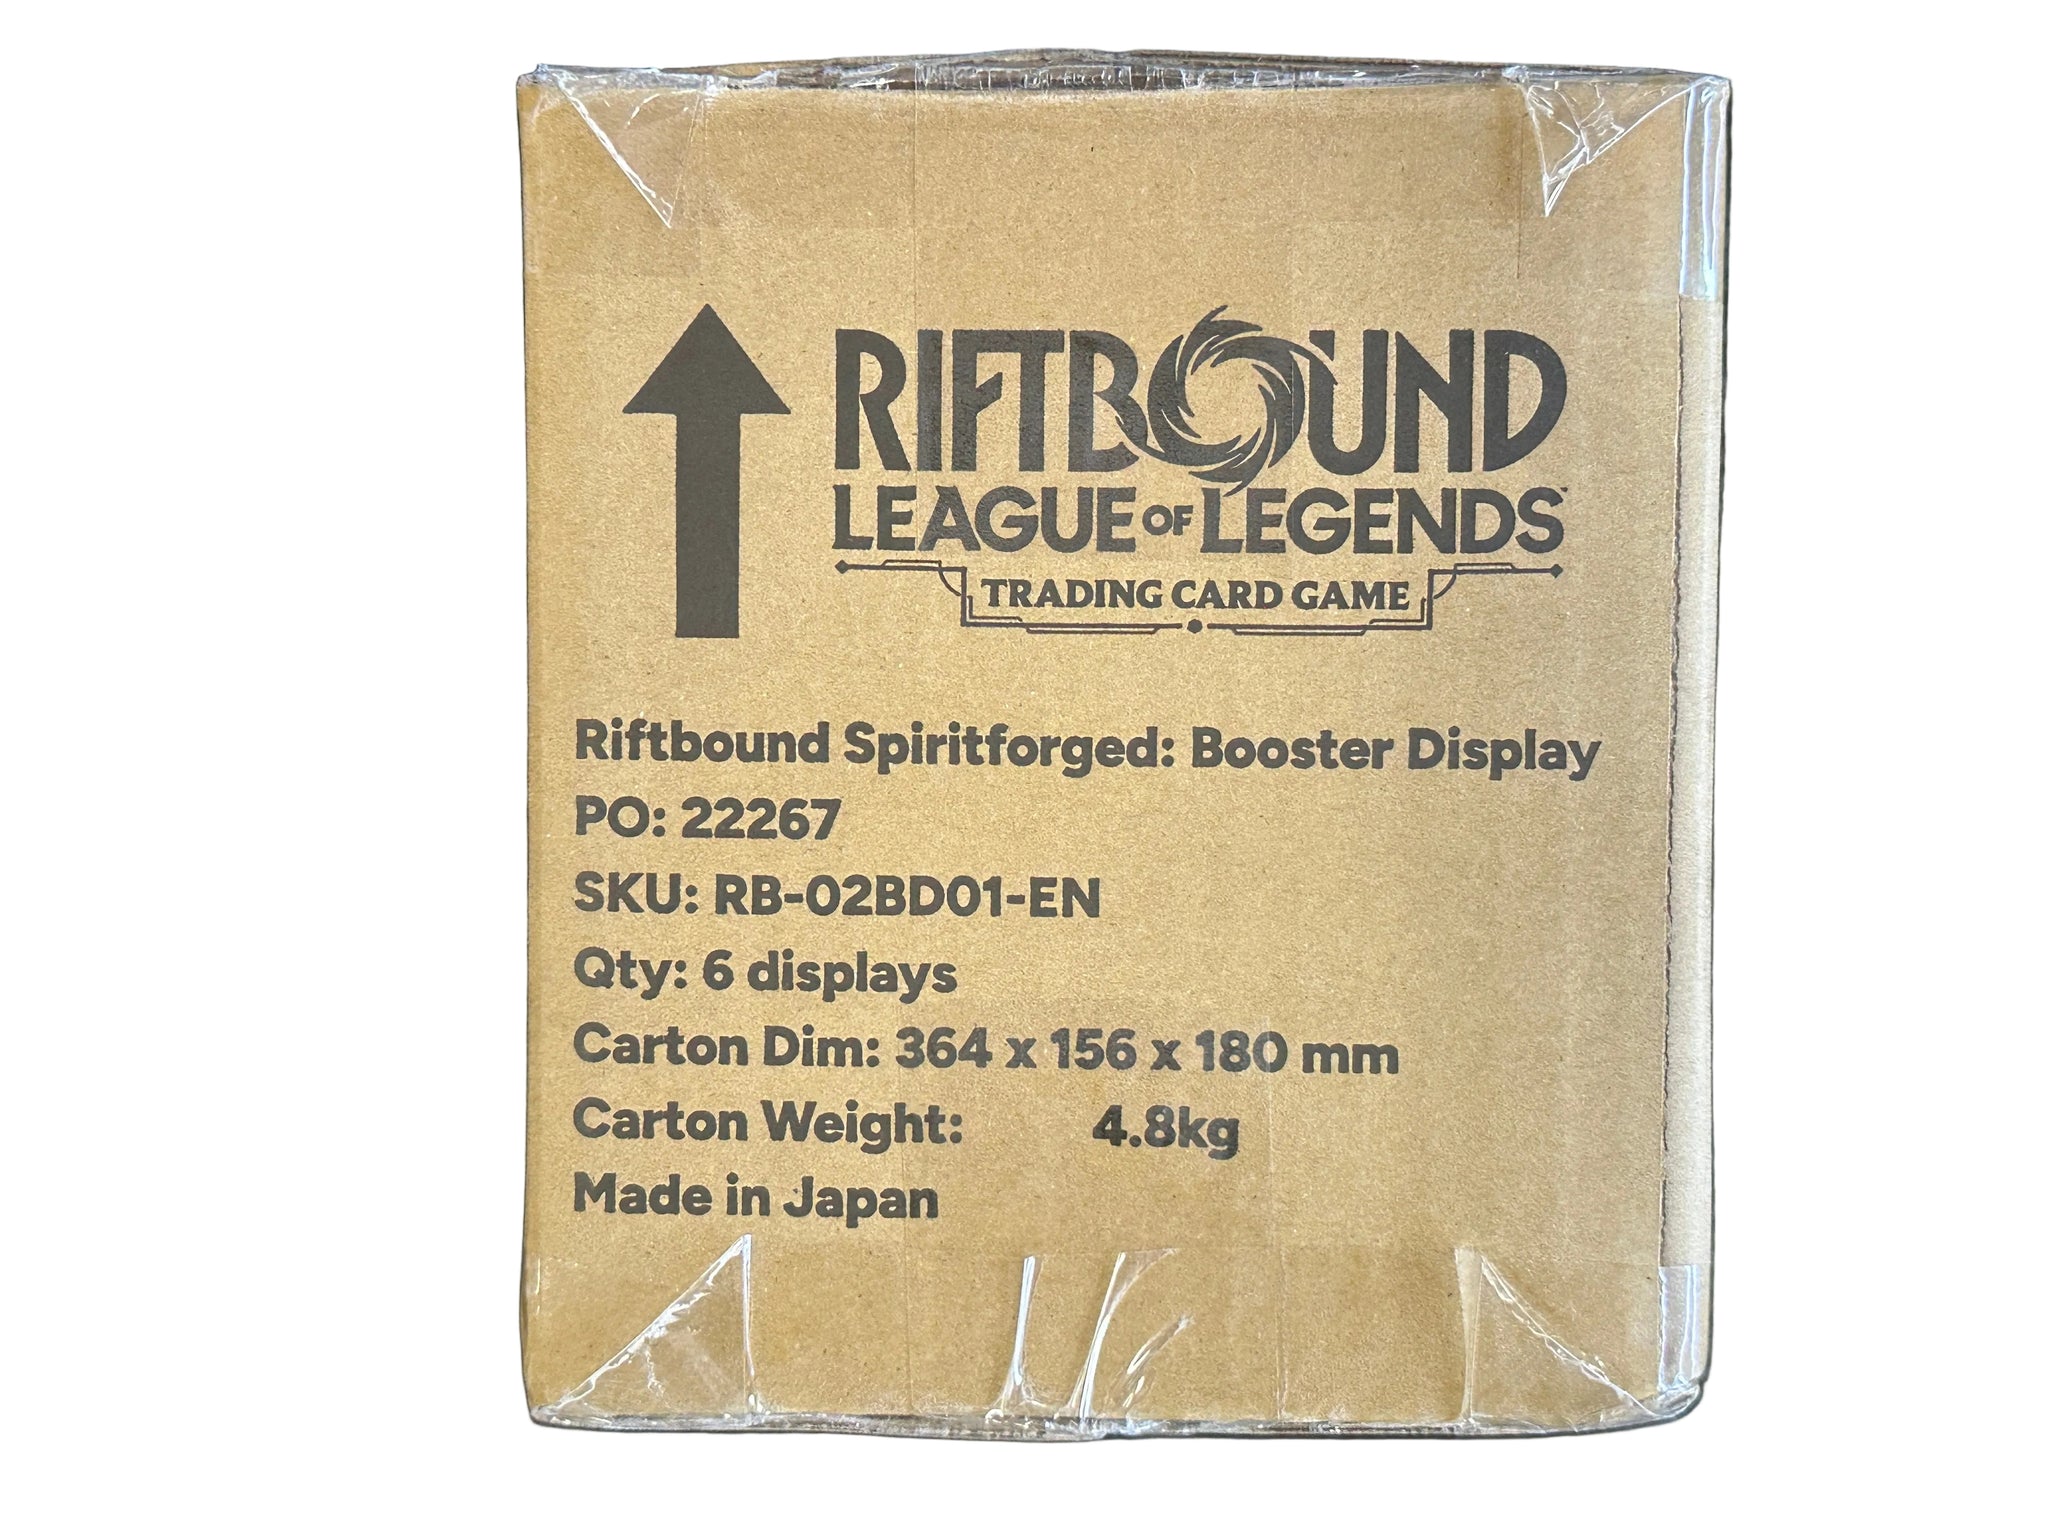 RIFTBOUND
LEAGUE OF LEGENDS
TRADING CARD GAME
Riftbound Spiritforged: Booster Display
PO: 22267
SKU: RB-02BD01-EN
Qty: 6 displays
Carton Dim: 364 x 156 x 180 mm
Carton Weight: 4.8kg
Made in Japan